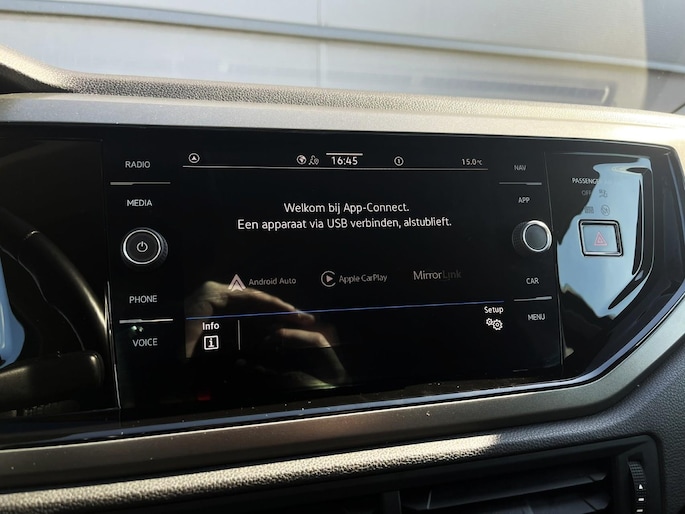 RADIO
MEDIA
PHONE
VOICE
16:45
15.0°C
Welkom bij App-Connect.
Een apparaat via USB verbinden, alstublieft.
Android Auto
Apple CarPlay
MirrorLink
Info
Setup
NAV
APP
CAR
MENU